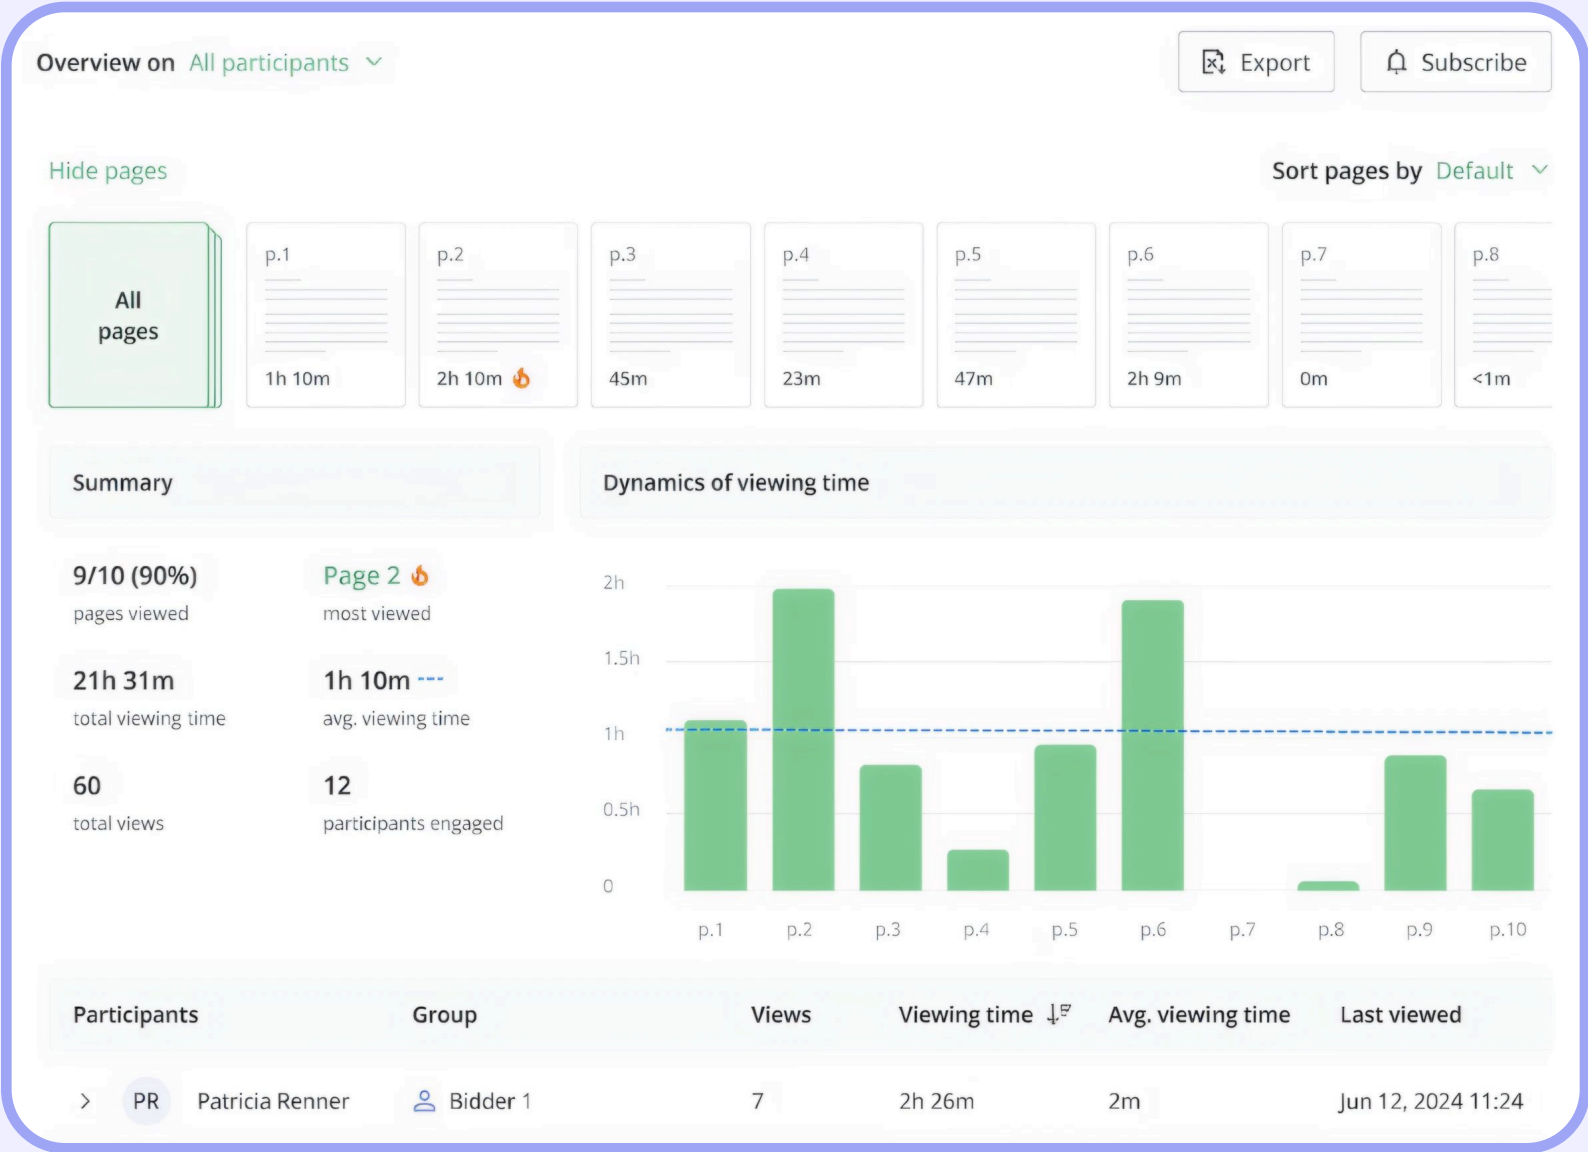 Overview on All participants
Export
Subscribe
Hide pages
Sort pages by Default
All
pages
p.1
1h 10m
p.2
2h 10m
p.3
45m
p.4
23m
p.5
47m
p.6
2h 9m
p.7
0m
p.8
<1m
Summary
9/10 (90%)
pages viewed
Page 2
most viewed
21h 31m
total viewing time
1h 10m
avg. viewing time
60
total views
12
participants engaged
Dynamics of viewing time
2h
1.5h
1h
0.5h
0
p.1 p.2 p.3 p.4 p.5 p.6 p.7 p.8 p.9 p.10
Participants Group Views Viewing time Avg. viewing time Last viewed
PR Patricia Renner Bidder 1 7 2h 26m 2m Jun 12, 2024 11:24